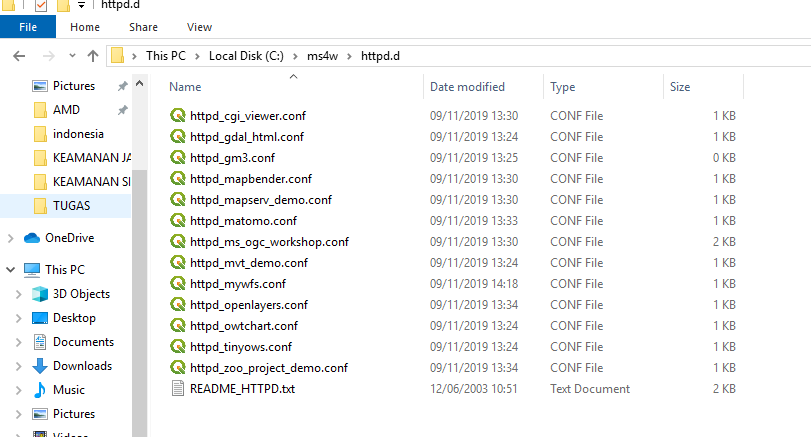 httpd.d
File Home Share View
This PC Local Disk (C:) ms4w httpd.d
Name Date modified Type Size
Pictures
AMD
indonesia
KEAMANAN JA
KEAMANAN SI
TUGAS
OneDrive
This PC
3D Objects
Desktop
Documents
Downloads
Music
Pictures
Videos
httpd_cgi_viewer.conf 09/11/2019 13:30 CONF File 1 KB
httpd_gdal_html.conf 09/11/2019 13:24 CONF File 1 KB
httpd_gm3.conf 09/11/2019 13:25 CONF File 0 KB
httpd_mapbender.conf 09/11/2019 13:30 CONF File 1 KB
httpd_mapserv_demo.conf 09/11/2019 13:30 CONF File 1 KB
httpd_matomo.conf 09/11/2019 13:33 CONF File 1 KB
httpd_ms_ogc_workshop.conf 09/11/2019 13:30 CONF File 2 KB
httpd_mvt_demo.conf 09/11/2019 13:24 CONF File 1 KB
httpd_mywfs.conf 09/11/2019 14:18 CONF File 1 KB
httpd_openlayers.conf 09/11/2019 13:34 CONF File 1 KB
httpd_owtchart.conf 09/11/2019 13:24 CONF File 1 KB
httpd_tinyows.conf 09/11/2019 13:24 CONF File 1 KB
httpd_zoo_project_demo.conf 09/11/2019 13:34 CONF File 1 KB
README_HTTPD.txt 12/06/2003 10:51 Text Document 2 KB